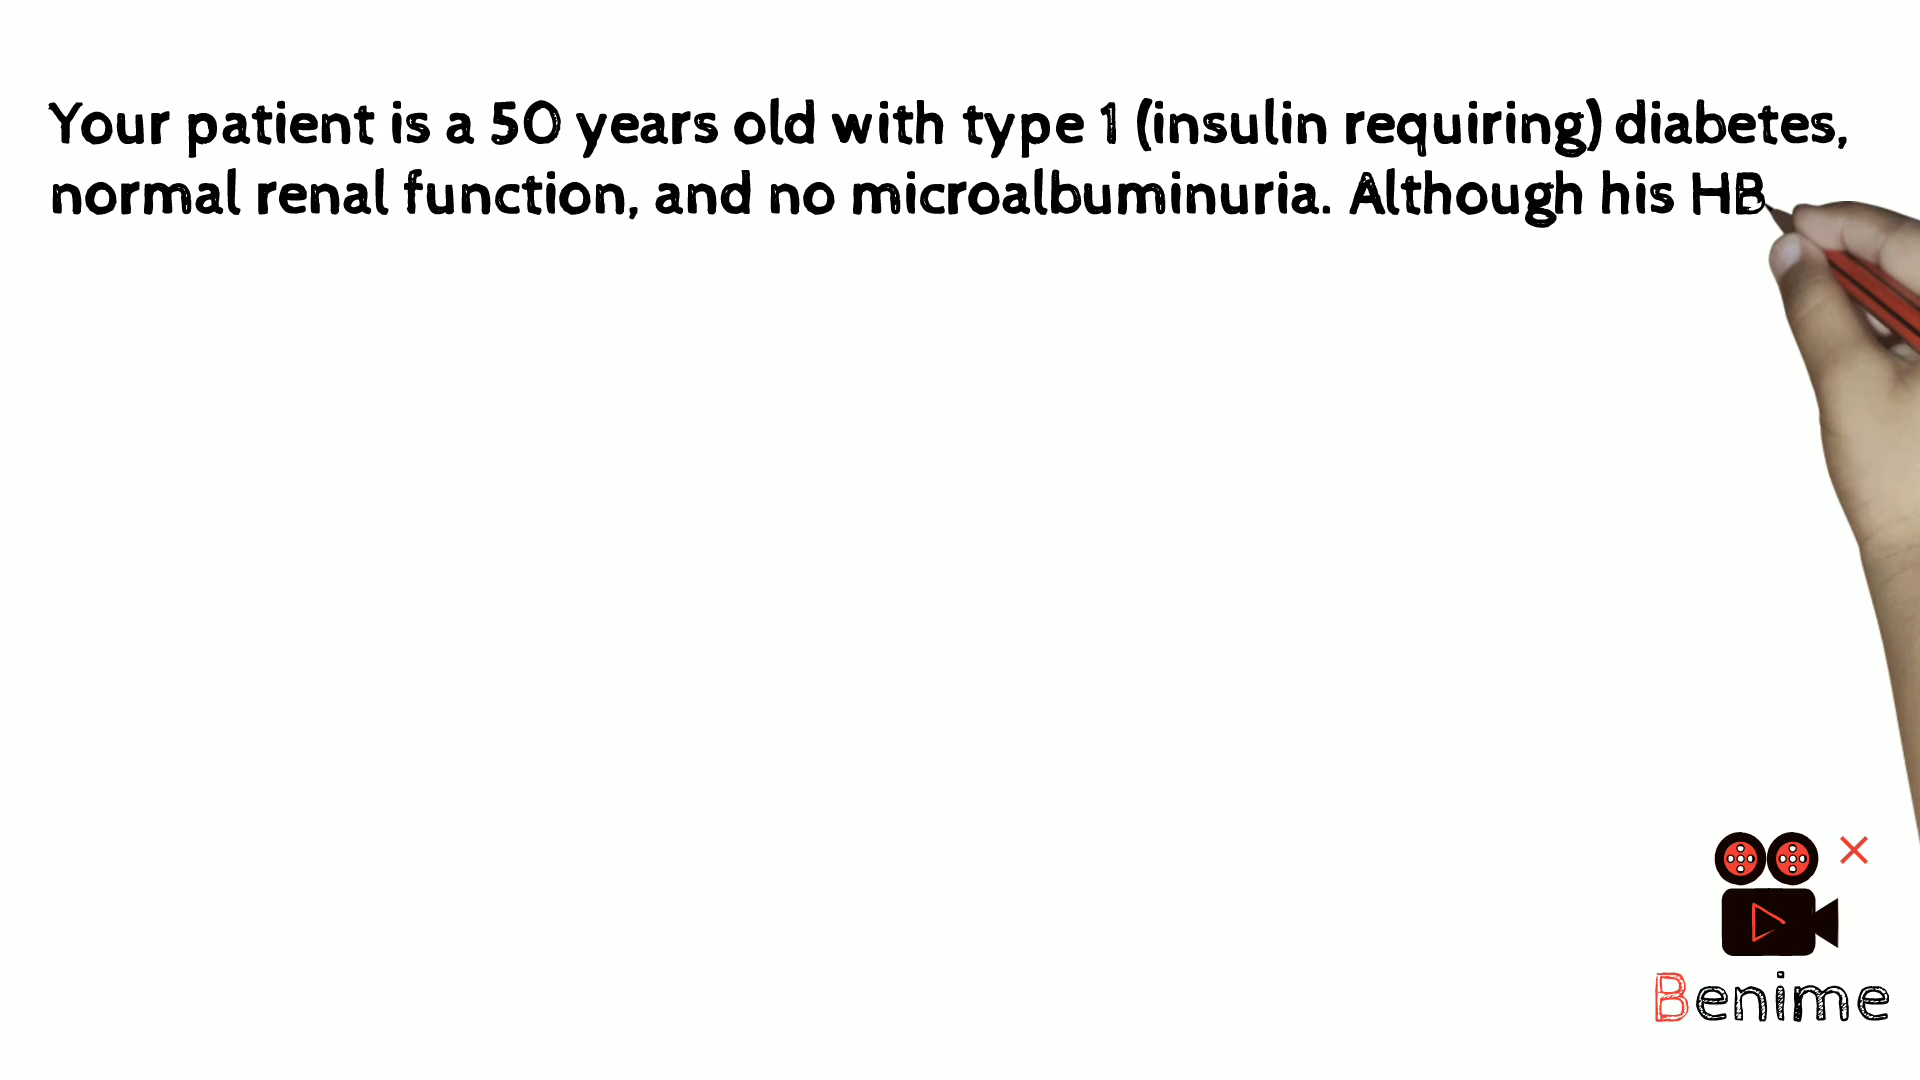 Your patient is a 50 years old with type 1 (insulin requiring) diabetes,
normal renal function, and no microalbuminuria. Although his HB
Benime